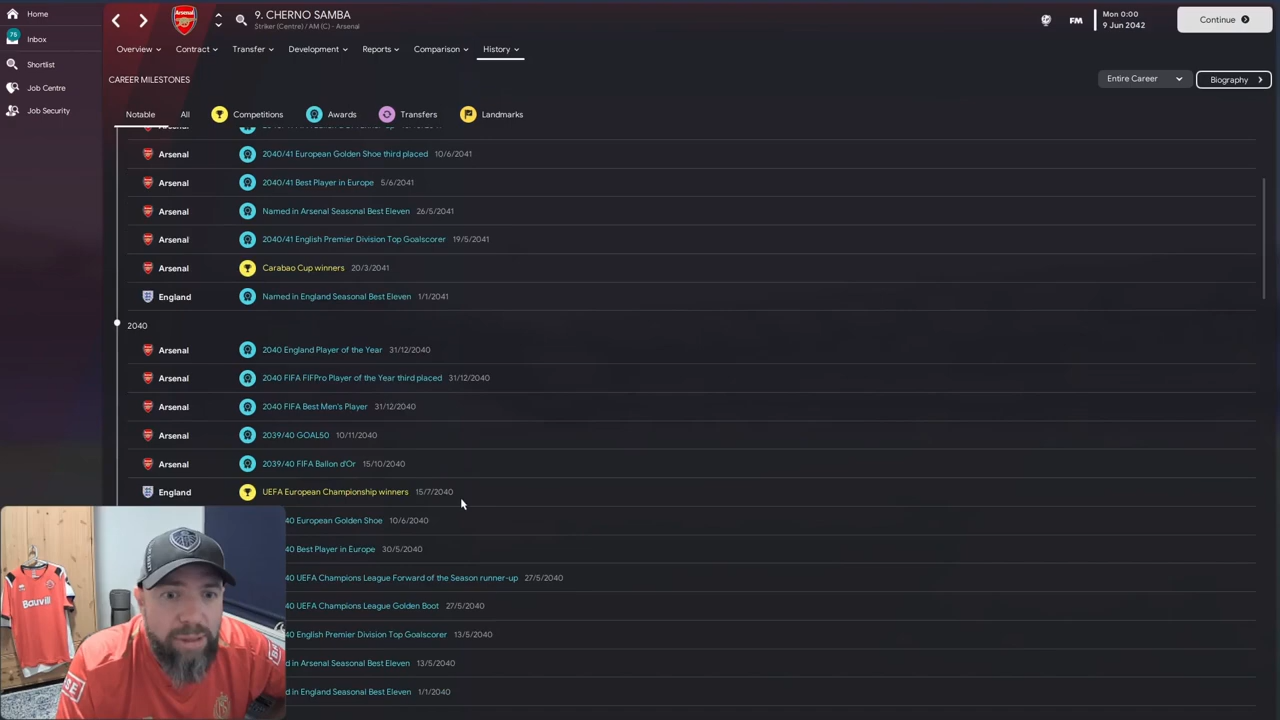 Home
75
Inbox
Shortlist
Job Centre
Job Security
Arsenal
9. CHERNO SAMBA
Striker (Centre) / AM (C) - Arsenal
FM
Mon 0:00
9 Jun 2042
Continue
Overview
Contract
Transfer
Development
Reports
Comparison
History
CAREER MILESTONES
Entire Career
Biography
Notable
All
Competitions
Awards
Transfers
Landmarks
Arsenal 2040/41 European Golden Shoe third placed 10/6/2041
Arsenal 2040/41 Best Player in Europe 5/6/2041
Arsenal Named in Arsenal Seasonal Best Eleven 26/5/2041
Arsenal 2040/41 English Premier Division Top Goalscorer 19/5/2041
Arsenal Carabao Cup winners 20/3/2041
England Named in England Seasonal Best Eleven 1/1/2041
2040
Arsenal 2040 England Player of the Year 31/12/2040
Arsenal 2040 FIFA FIFPro Player of the Year third placed 31/12/2040
Arsenal 2040 FIFA Best Men's Player 31/12/2040
Arsenal 2039/40 GOAL50 10/11/2040
Arsenal 2039/40 FIFA Ballon d'Or 15/10/2040
England UEFA European Championship winners 15/7/2040
40 European Golden Shoe 10/6/2040
40 Best Player in Europe 30/5/2040
40 UEFA Champions League Forward of the Season runner-up 27/5/2040
40 UEFA Champions League Golden Boot 27/5/2040
40 English Premier Division Top Goalscorer 13/5/2040
d in Arsenal Seasonal Best Eleven 13/5/2040
d in England Seasonal Best Eleven 1/1/2040
Bauvill